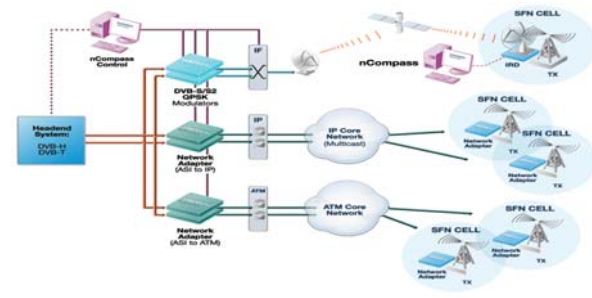 SFN CELL
IF
nCompass
Control
nCompass
IRD
TX
DVB-S/S2
QPSK
Modulators
SFN CELL
Headend
System:
DVB-H
DVB-T
IP
IP Core
Network
(Multicast)
Network
Adapter
TX
SFN CELL
Network
Adapter
(ASI to IP)
Network
Adapter
TX
ATM
ATM Core
Network
SFN CELL
SFN CELL
Network
Adapter
(ASI to ATM)
Network
Adapter
TX
Network
Adapter
TX